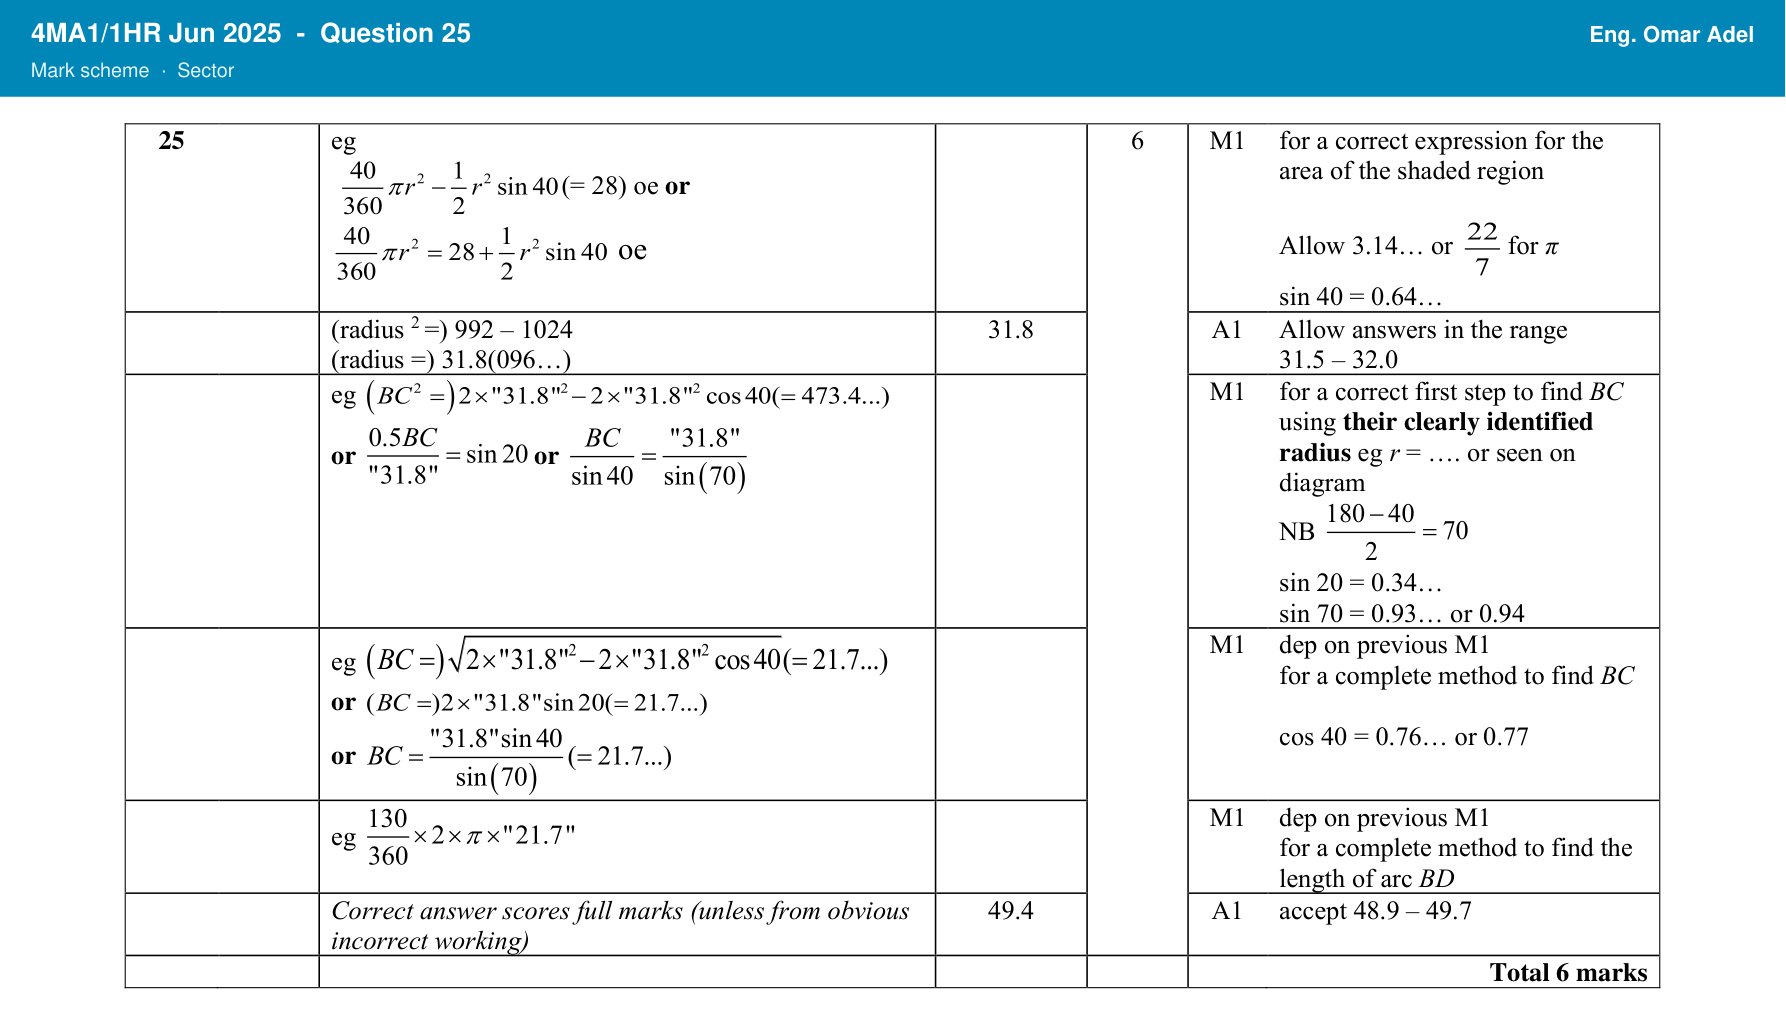 4MA1/1HR Jun 2025 - Question 25
Eng. Omar Adel
Mark scheme · Sector
25
eg
40/360 πr² − 1/2 r² sin 40 (= 28) oe or
40/360 πr² = 28 + 1/2 r² sin 40 oe
6
M1
for a correct expression for the
area of the shaded region
Allow 3.14… or 22/7 for π
sin 40 = 0.64…
(radius ² =) 992 – 1024
(radius =) 31.8(096…)
31.8
A1
Allow answers in the range
31.5 – 32.0
eg (BC² =) 2×"31.8"² − 2×"31.8"² cos 40(= 473.4...)
or 0.5BC/"31.8" = sin 20 or BC/sin 40 = "31.8"/sin(70)
M1
for a correct first step to find BC
using their clearly identified
radius eg r = …. or seen on
diagram
NB (180 − 40)/2 = 70
sin 20 = 0.34…
sin 70 = 0.93… or 0.94
eg (BC =)√(2×"31.8"² − 2×"31.8"² cos 40)(= 21.7...)
or (BC =)2×"31.8"sin 20(= 21.7...)
or BC = "31.8"sin 40/sin(70) (= 21.7...)
M1
dep on previous M1
for a complete method to find BC
cos 40 = 0.76… or 0.77
eg 130/360 ×2×π×"21.7"
M1
dep on previous M1
for a complete method to find the
length of arc BD
Correct answer scores full marks (unless from obvious
incorrect working)
49.4
A1
accept 48.9 – 49.7
Total 6 marks